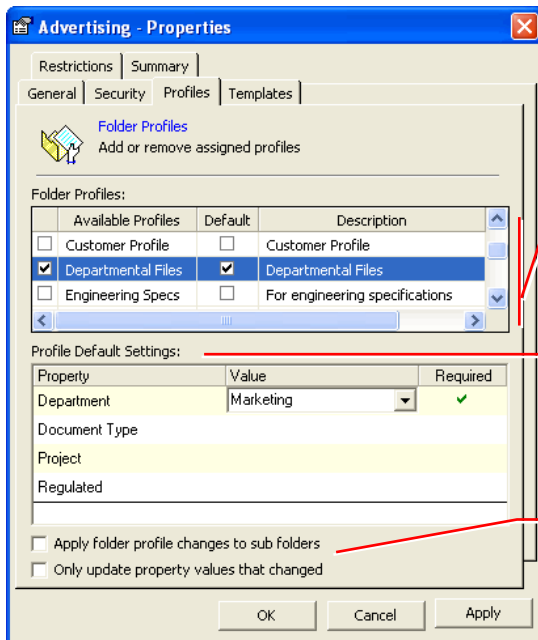 Advertising - Properties
Restrictions Summary
General Security Profiles Templates
Folder Profiles
Add or remove assigned profiles
Folder Profiles:
Available Profiles Default Description
Customer Profile Customer Profile
Departmental Files Departmental Files
Engineering Specs For engineering specifications
Profile Default Settings:
Property Value Required
Department Marketing
Document Type
Project
Regulated
Apply folder profile changes to sub folders
Only update property values that changed
OK Cancel Apply